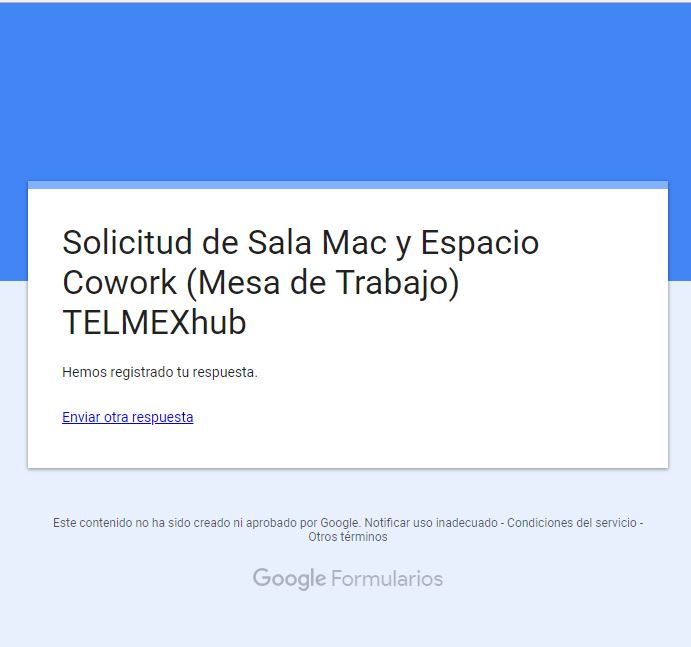 Solicitud de Sala Mac y Espacio
Cowork (Mesa de Trabajo)
TELMEXhub
Hemos registrado tu respuesta.
Enviar otra respuesta
Este contenido no ha sido creado ni aprobado por Google. Notificar uso inadecuado - Condiciones del servicio -
Otros términos
Google Formularios